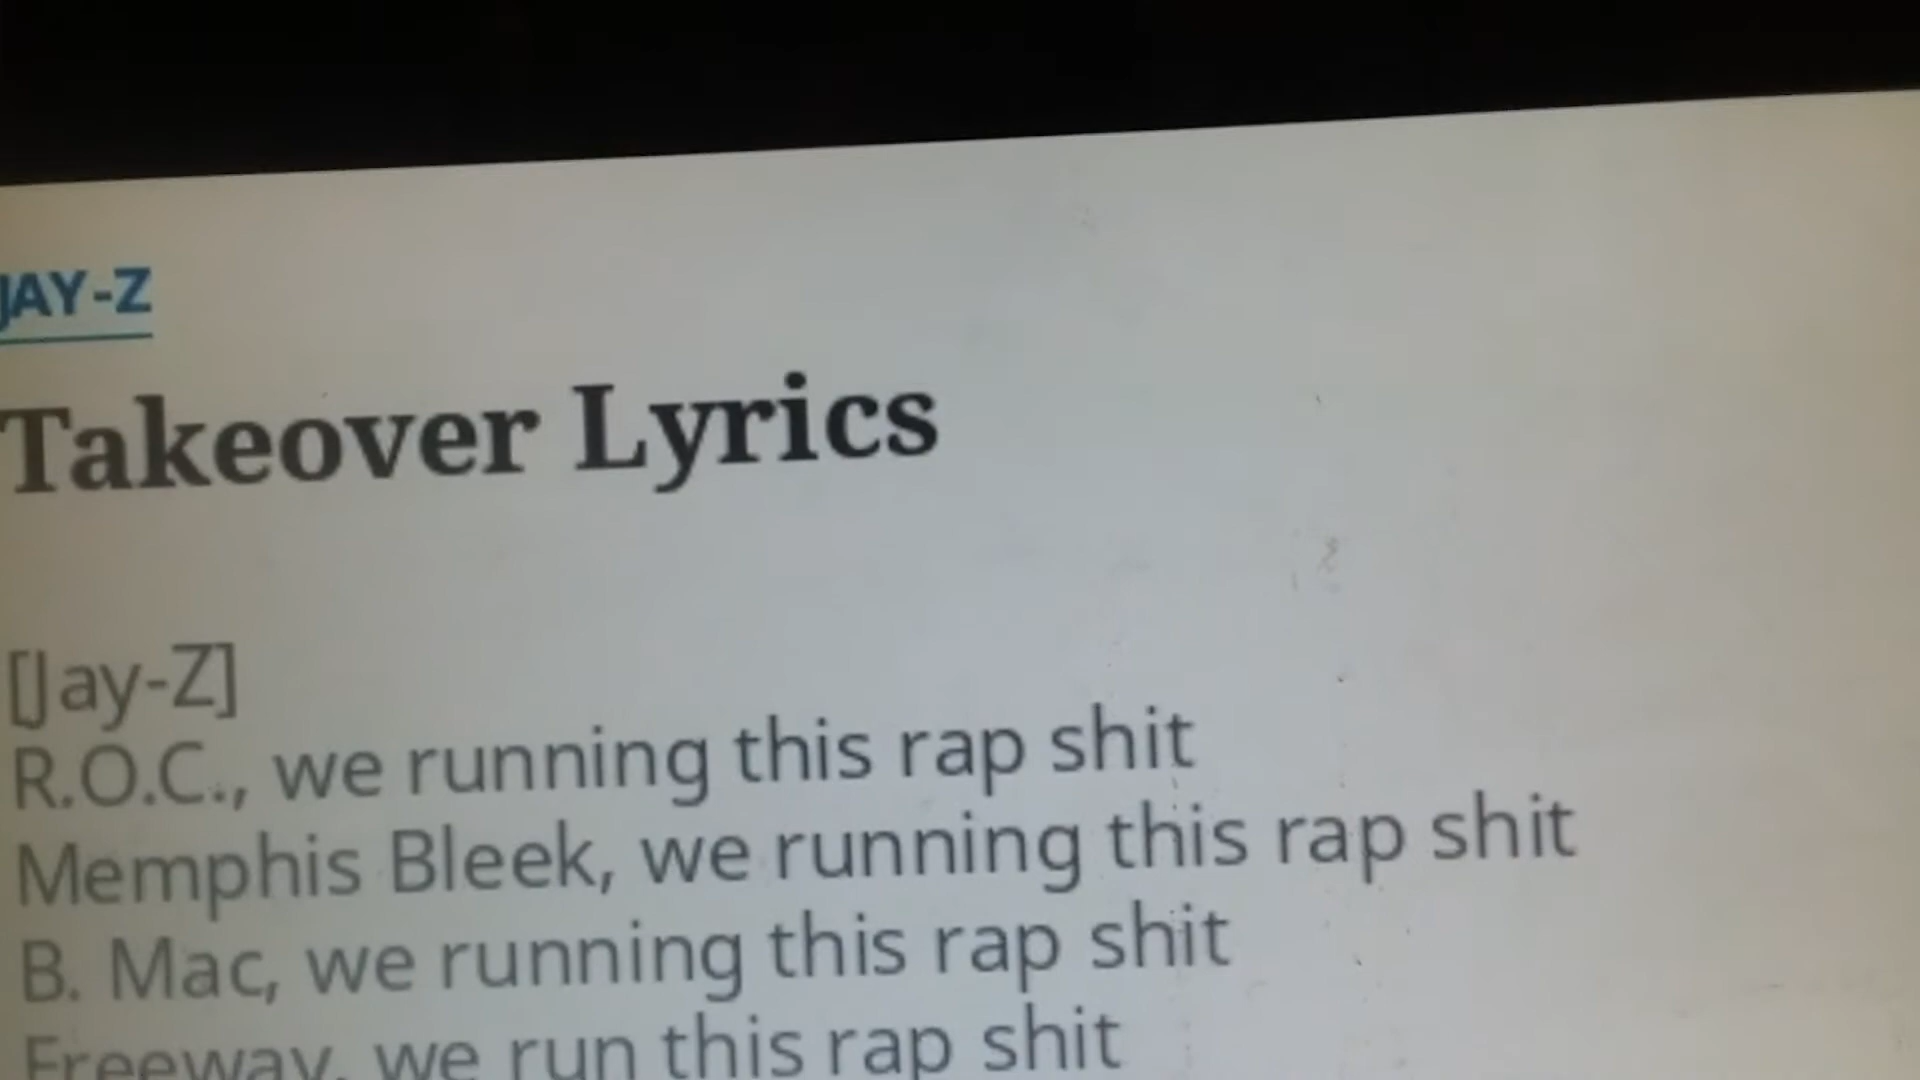 JAY-Z
Takeover Lyrics
[Jay-Z]
R.O.C., we running this rap shit
Memphis Bleek, we running this rap shit
B. Mac, we running this rap shit
Freeway, we run this rap shit